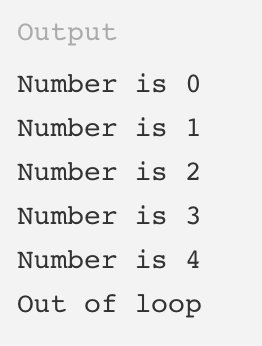 Output
Number is 0
Number is 1
Number is 2
Number is 3
Number is 4
Out of loop